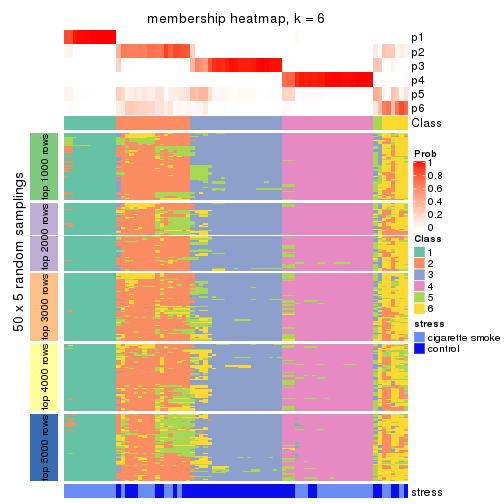 membership heatmap, k = 6
p1
p2
p3
p4
p5
p6
Class
50 x 5 random samplings
top 1000 rows
top 2000 rows
top 3000 rows
top 4000 rows
top 5000 rows
Prob
1
0.8
0.6
0.4
0.2
0
Class
1
2
3
4
5
6
stress
cigarette smoke
control
stress